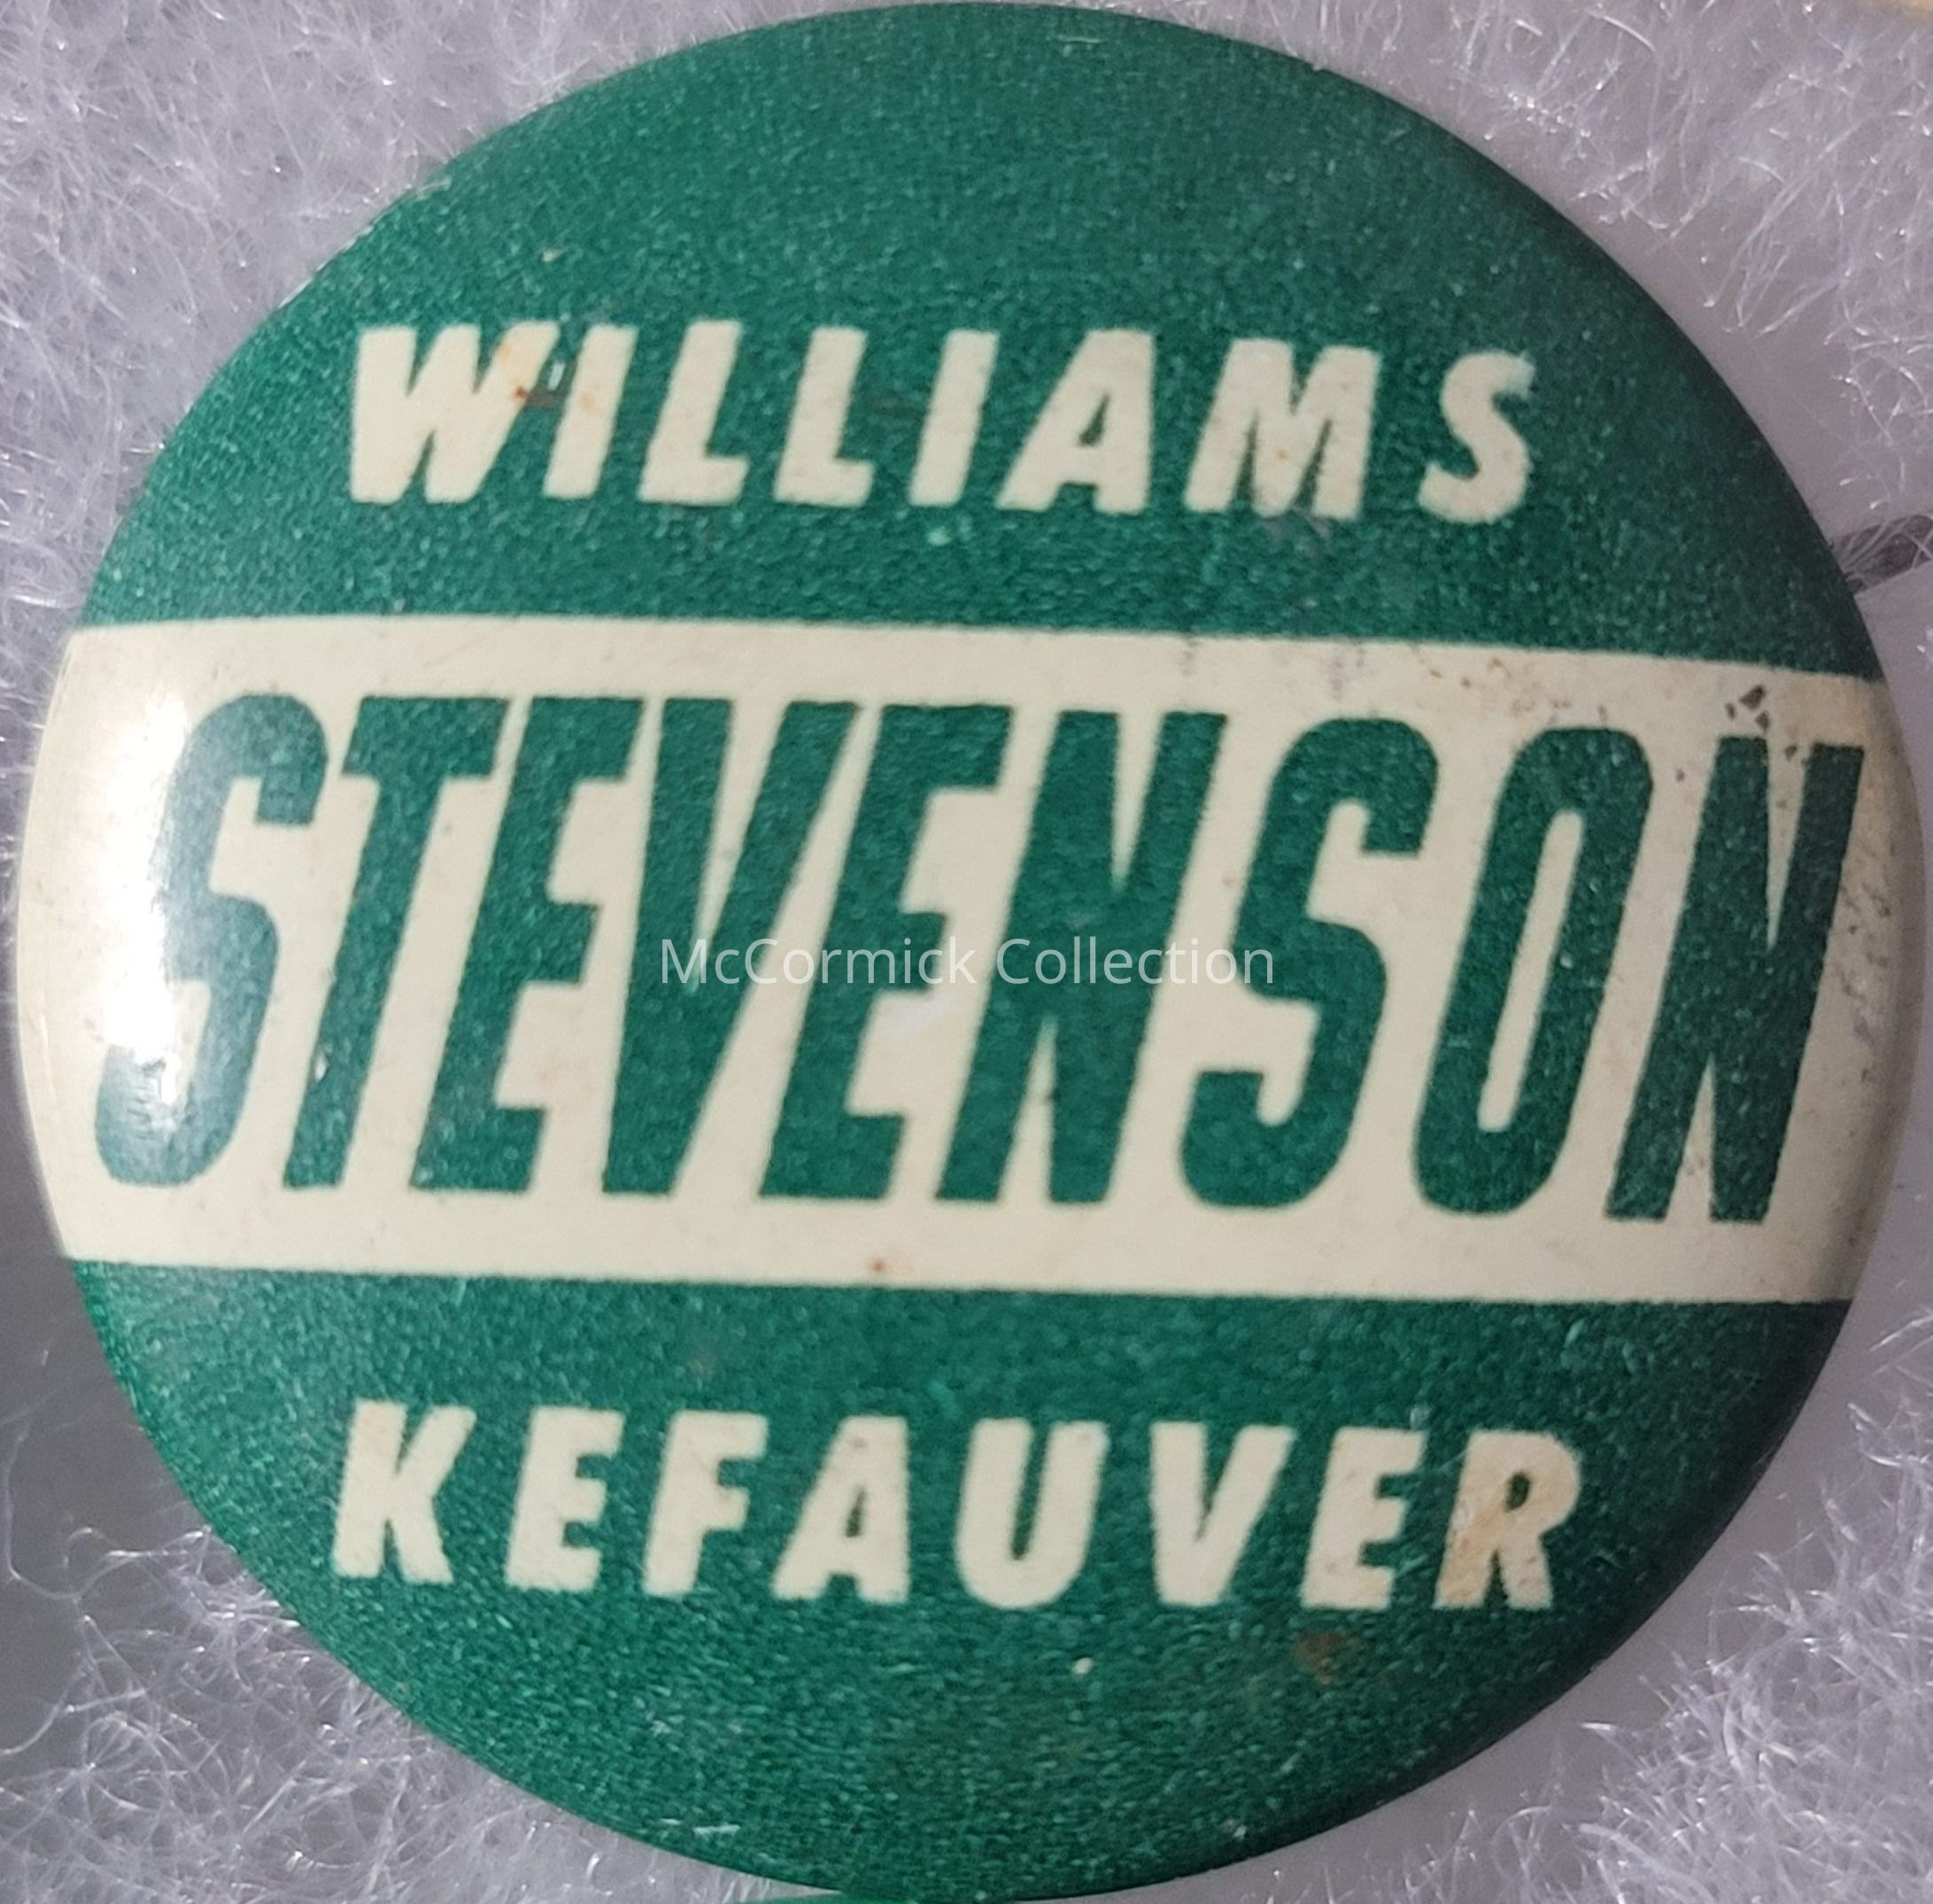 WILLIAMS
STEVENSON
McCormick Collection
KEFAUVER